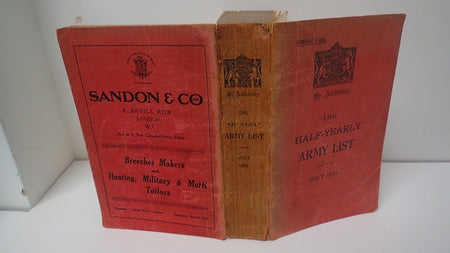 SANDON & CO
8, SAVILE ROW
LONDON
W.1
Breeches Makers
and
Hunting, Military & Mufti
Tailors
By Authority
THE
HALF-YEARLY
ARMY LIST
JULY
Official Copy
By Authority
THE
HALF-YEARLY
ARMY LIST
JULY